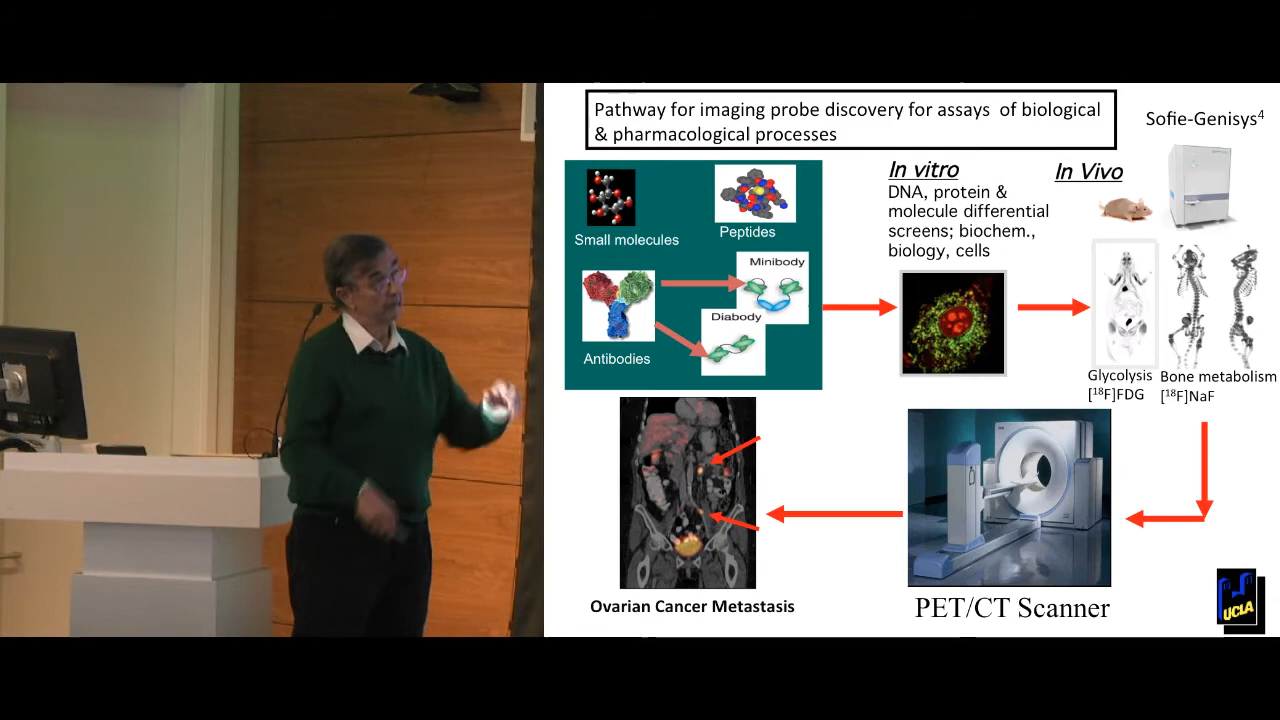 Pathway for imaging probe discovery for assays of biological
& pharmacological processes
Sofie-Genisys4
Small molecules
Peptides
Minibody
Diabody
Antibodies
In vitro
DNA, protein &
molecule differential
screens; biochem.,
biology, cells
In Vivo
Glycolysis
[18F]FDG
Bone metabolism
[18F]NaF
Ovarian Cancer Metastasis
PET/CT Scanner
UCLA